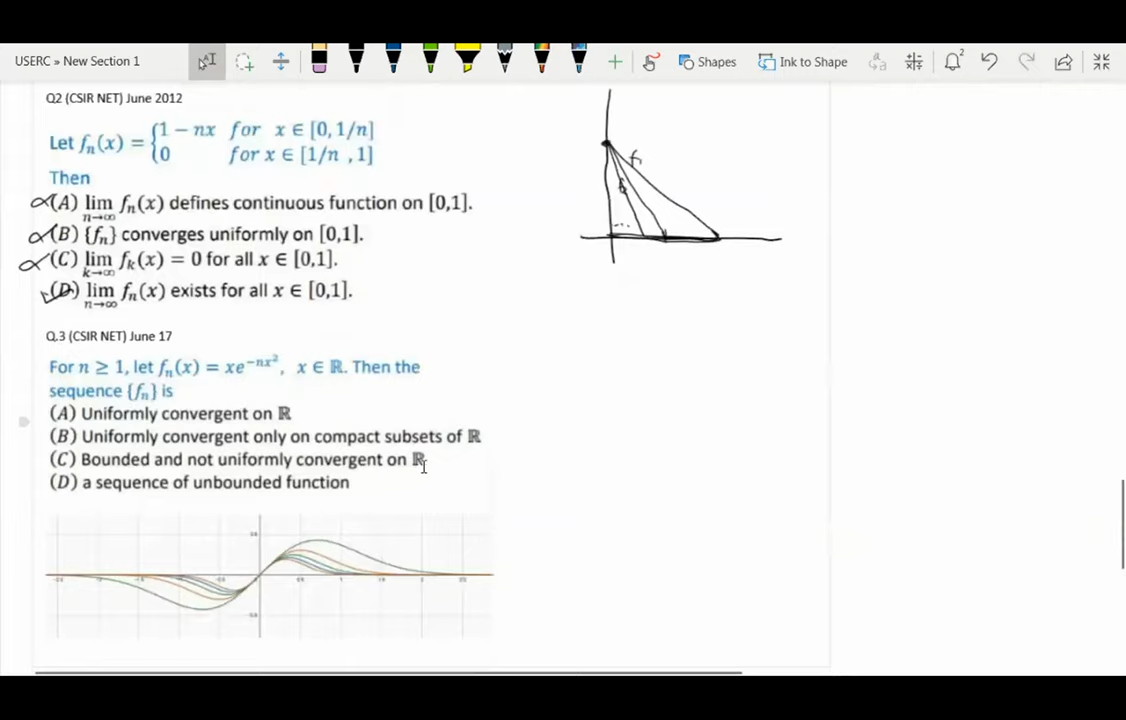 USERC » New Section 1
Shapes
Ink to Shape
2
Q2 (CSIR NET) June 2012
Let fₙ(x) = {1 − nx for x ∈ [0, 1/n]
0 for x ∈ [1/n , 1]
Then
(A) lim n→∞ fₙ(x) defines continuous function on [0,1].
(B) {fₙ} converges uniformly on [0,1].
(C) lim k→∞ fₖ(x) = 0 for all x ∈ [0,1].
(D) lim n→∞ fₙ(x) exists for all x ∈ [0,1].
Q.3 (CSIR NET) June 17
For n ≥ 1, let fₙ(x) = xe^{−nx²}, x ∈ ℝ. Then the
sequence {fₙ} is
(A) Uniformly convergent on ℝ
(B) Uniformly convergent only on compact subsets of ℝ
(C) Bounded and not uniformly convergent on ℝ
(D) a sequence of unbounded function